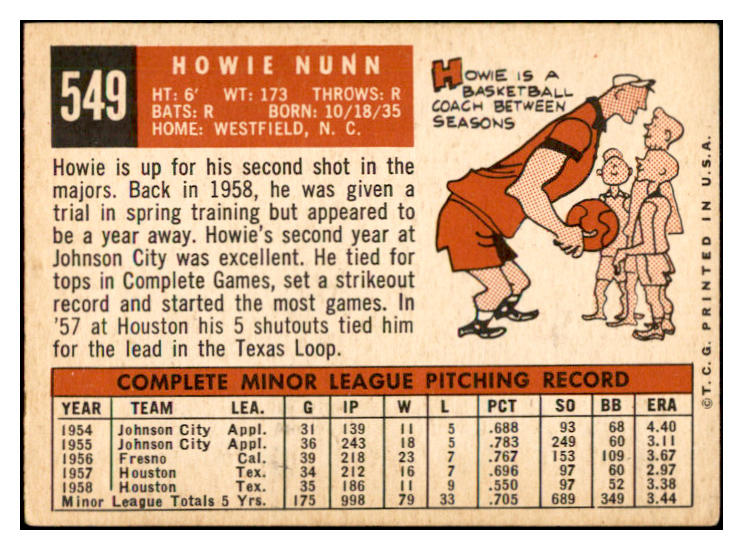 549
HOWIE NUNN
HT: 6' WT: 173 THROWS: R
BATS: R BORN: 10/18/35
HOME: WESTFIELD, N. C.
HOWIE IS A
BASKETBALL
COACH BETWEEN
SEASONS
Howie is up for his second shot in the
majors. Back in 1958, he was given a
trial in spring training but appeared to
be a year away. Howie's second year at
Johnson City was excellent. He tied for
tops in Complete Games, set a strikeout
record and started the most games. In
'57 at Houston his 5 shutouts tied him
for the lead in the Texas Loop.
©T.C.G. PRINTED IN U.S.A.
COMPLETE MINOR LEAGUE PITCHING RECORD
YEAR TEAM LEA. G IP W L PCT SO BB ERA
1954 Johnson City Appl. 31 139 11 5 .688 93 68 4.40
1955 Johnson City Appl. 36 243 18 5 .783 249 60 3.11
1956 Fresno Cal. 39 218 23 7 .767 153 109 3.67
1957 Houston Tex. 34 212 16 7 .696 97 60 2.97
1958 Houston Tex. 35 186 11 9 .550 97 52 3.38
Minor League Totals 5 Yrs. 175 998 79 33 .705 689 349 3.44